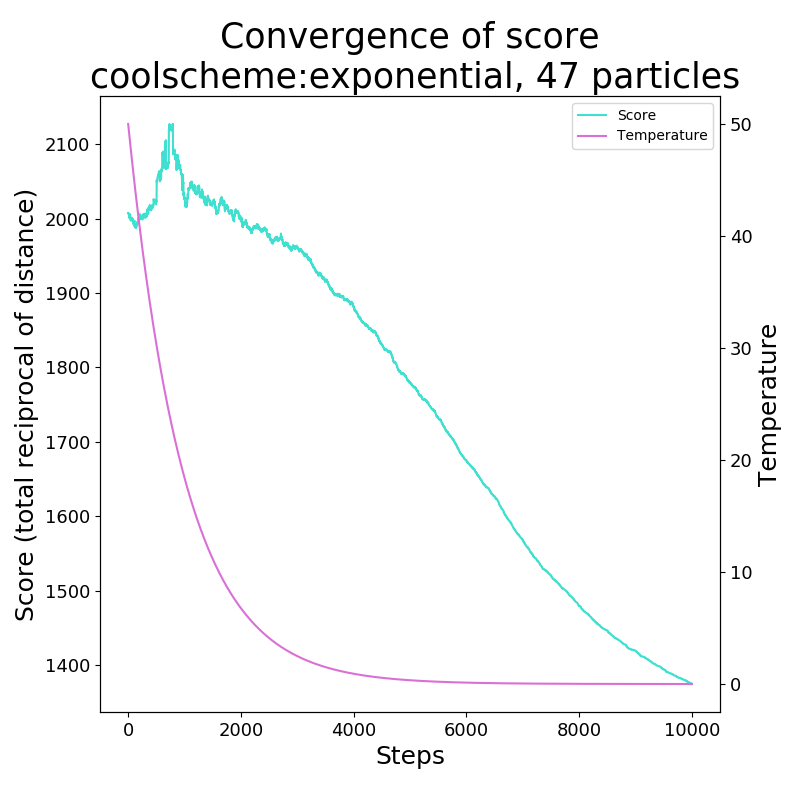 Convergence of score
coolscheme:exponential, 47 particles
Score
Temperature
Score (total reciprocal of distance)
2100
2000
1900
1800
1700
1600
1500
1400
50
40
30
20
10
0
Temperature
0 2000 4000 6000 8000 10000
Steps